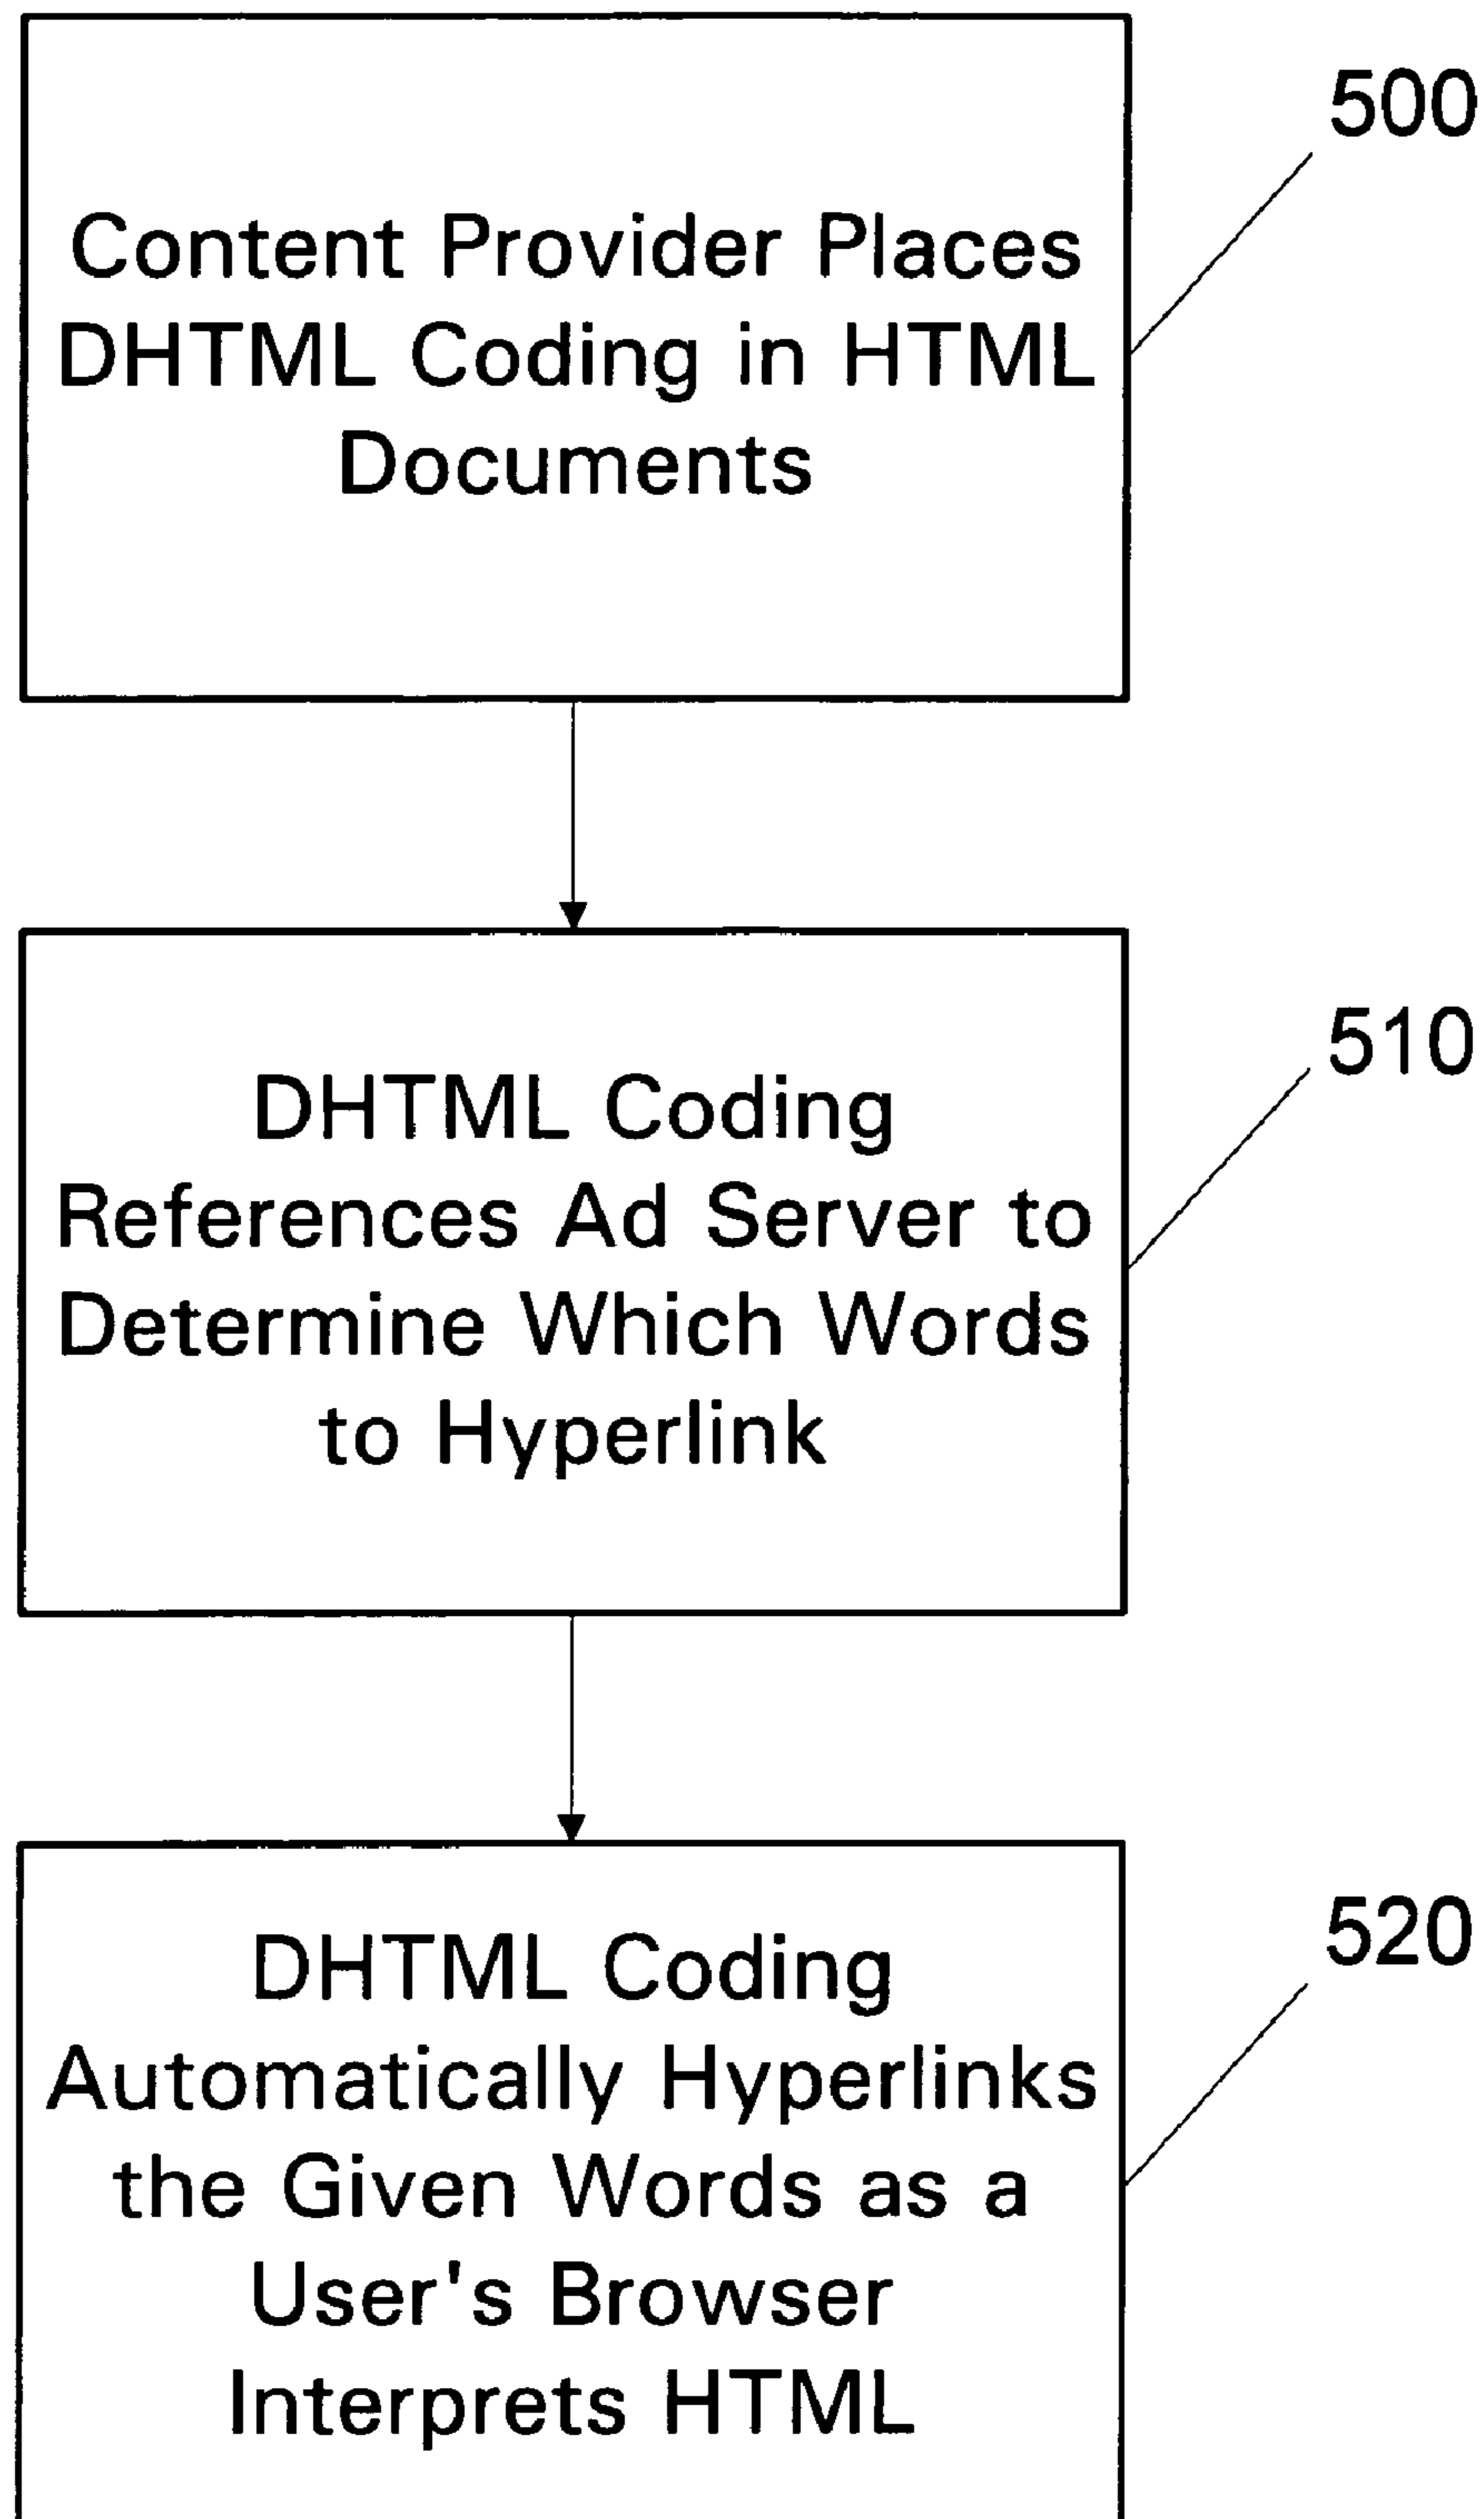 500
Content Provider Places
DHTML Coding in HTML
Documents
510
DHTML Coding
References Ad Server to
Determine Which Words
to Hyperlink
520
DHTML Coding
Automatically Hyperlinks
the Given Words as a
User's Browser
Interprets HTML